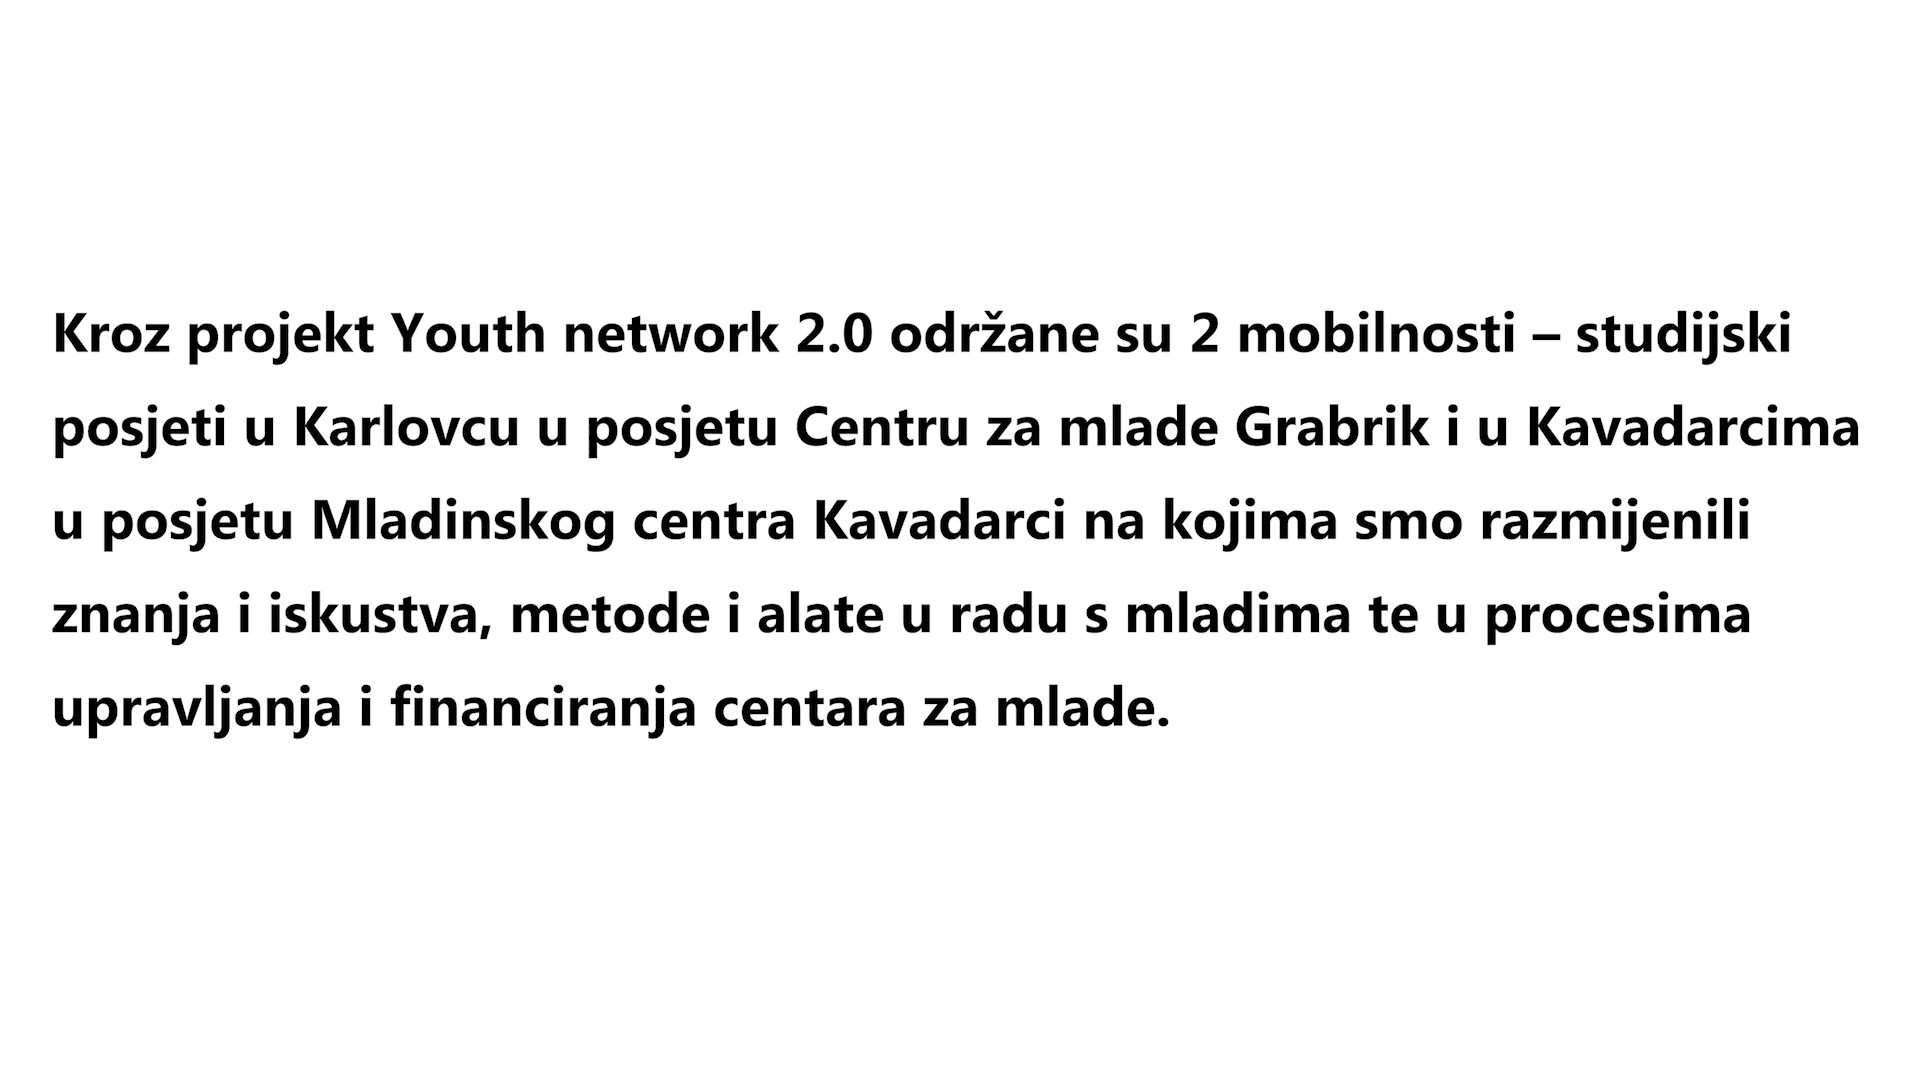 Kroz projekt Youth network 2.0 održane su 2 mobilnosti – studijski
posjeti u Karlovcu u posjetu Centru za mlade Grabrik i u Kavadarcima
u posjetu Mladinskog centra Kavadarci na kojima smo razmijenili
znanja i iskustva, metode i alate u radu s mladima te u procesima
upravljanja i financiranja centara za mlade.